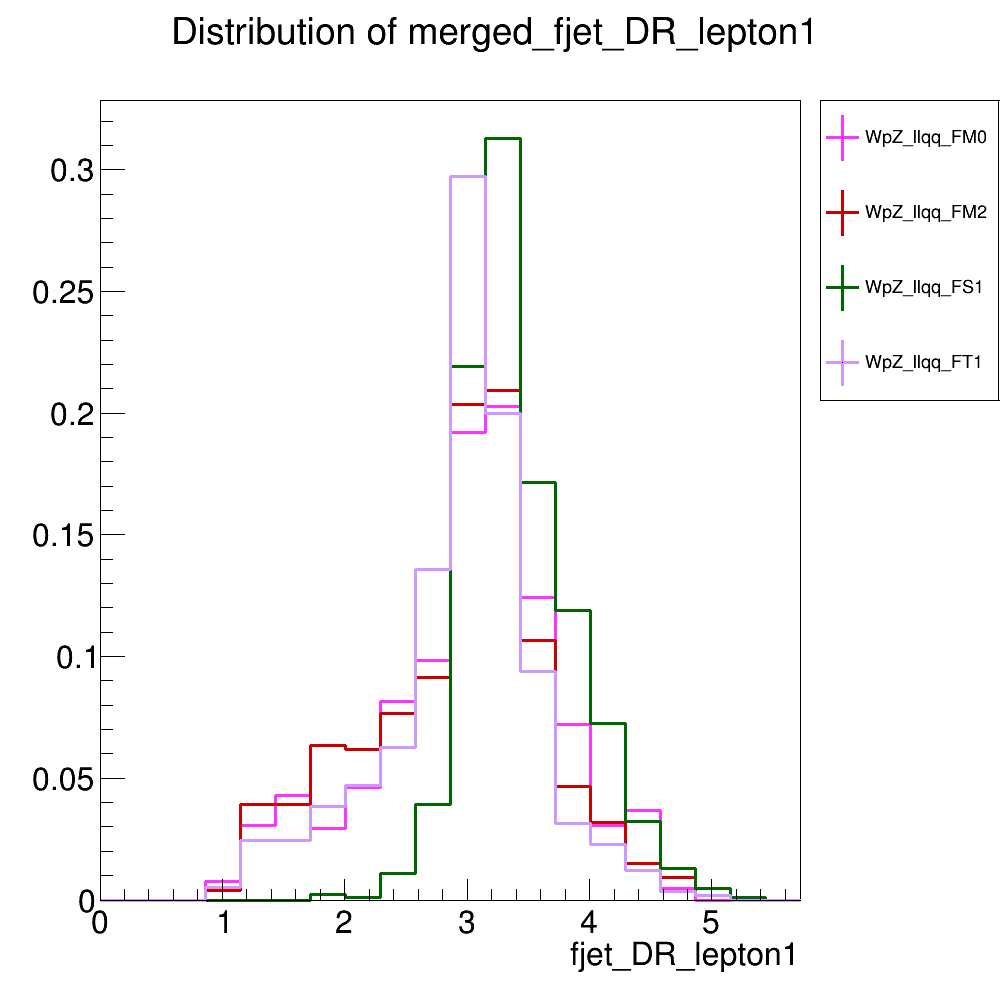 Distribution of merged_fjet_DR_lepton1
WpZ_llqq_FM0
WpZ_llqq_FM2
WpZ_llqq_FS1
WpZ_llqq_FT1
0.3
0.25
0.2
0.15
0.1
0.05
0
0 1 2 3 4 5
fjet_DR_lepton1